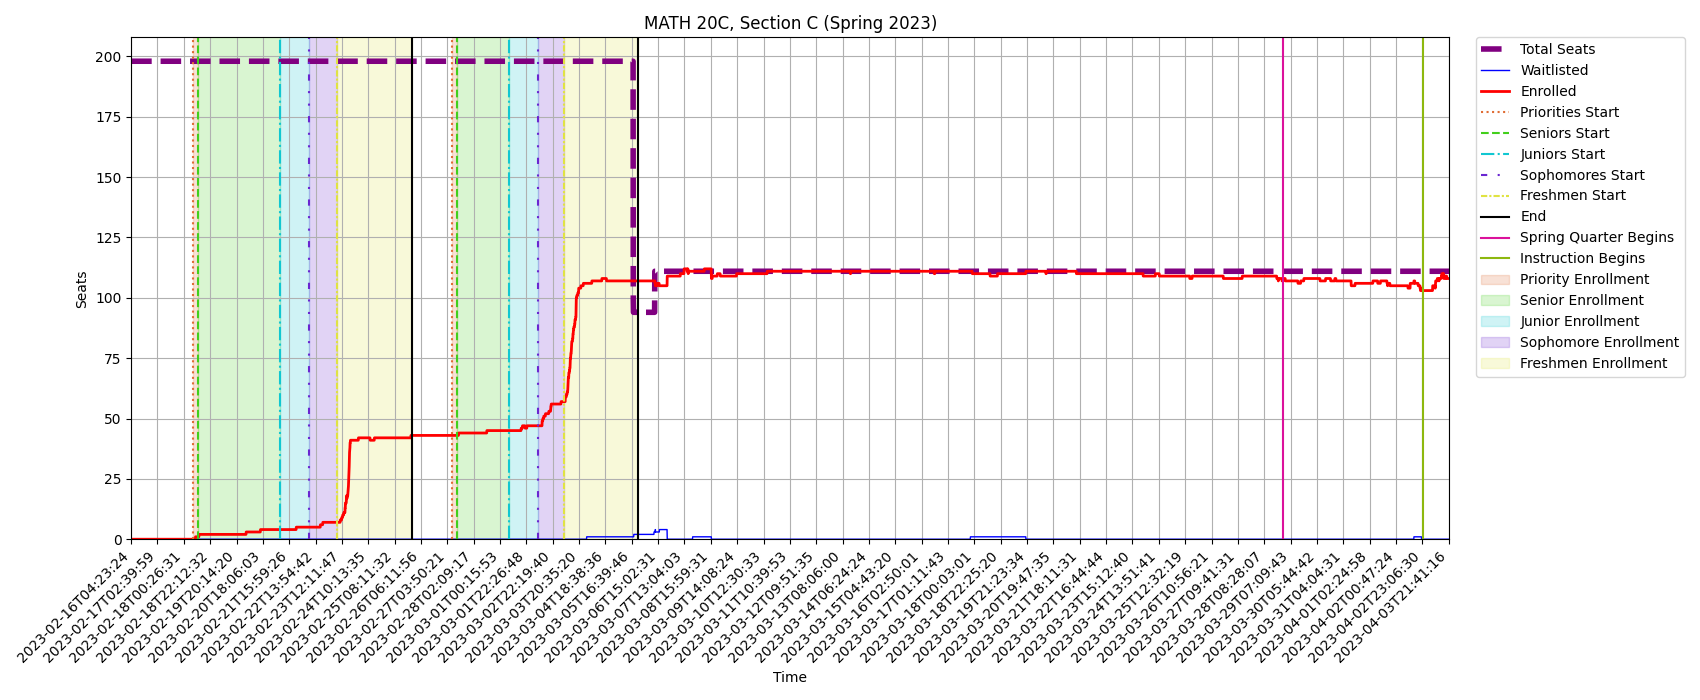 MATH 20C, Section C (Spring 2023)
Seats
200
175
150
125
100
75
50
25
0
2023-02-16T04:23:24
2023-02-17T02:39:59
2023-02-18T00:26:31
2023-02-18T22:12:32
2023-02-19T20:14:26
2023-02-20T18:06:03
2023-02-21T15:59:26
2023-02-22T13:54:42
2023-02-23T12:11:47
2023-02-24T10:13:35
2023-02-25T08:11:32
2023-02-26T06:11:56
2023-02-27T03:50:21
2023-02-28T02:09:17
2023-03-01T00:15:53
2023-03-01T22:26:48
2023-03-02T22:19:40
2023-03-03T20:35:20
2023-03-04T18:38:36
2023-03-05T16:39:46
2023-03-06T15:02:31
2023-03-07T13:04:03
2023-03-08T15:59:31
2023-03-09T14:08:24
2023-03-10T12:30:33
2023-03-11T10:39:53
2023-03-12T09:51:35
2023-03-13T08:06:00
2023-03-14T06:24:24
2023-03-15T04:43:20
2023-03-16T02:50:01
2023-03-17T01:11:43
2023-03-18T00:03:01
2023-03-18T22:25:20
2023-03-19T21:23:34
2023-03-20T19:47:35
2023-03-21T18:11:31
2023-03-22T16:44:44
2023-03-23T15:12:40
2023-03-24T13:51:41
2023-03-25T12:32:19
2023-03-26T10:56:21
2023-03-27T09:41:31
2023-03-28T08:28:07
2023-03-29T07:09:43
2023-03-30T05:44:42
2023-03-31T04:04:31
2023-04-01T02:24:58
2023-04-02T00:47:24
2023-04-02T23:06:30
2023-04-03T21:41:16
Time
Total Seats
Waitlisted
Enrolled
Priorities Start
Seniors Start
Juniors Start
Sophomores Start
Freshmen Start
End
Spring Quarter Begins
Instruction Begins
Priority Enrollment
Senior Enrollment
Junior Enrollment
Sophomore Enrollment
Freshmen Enrollment